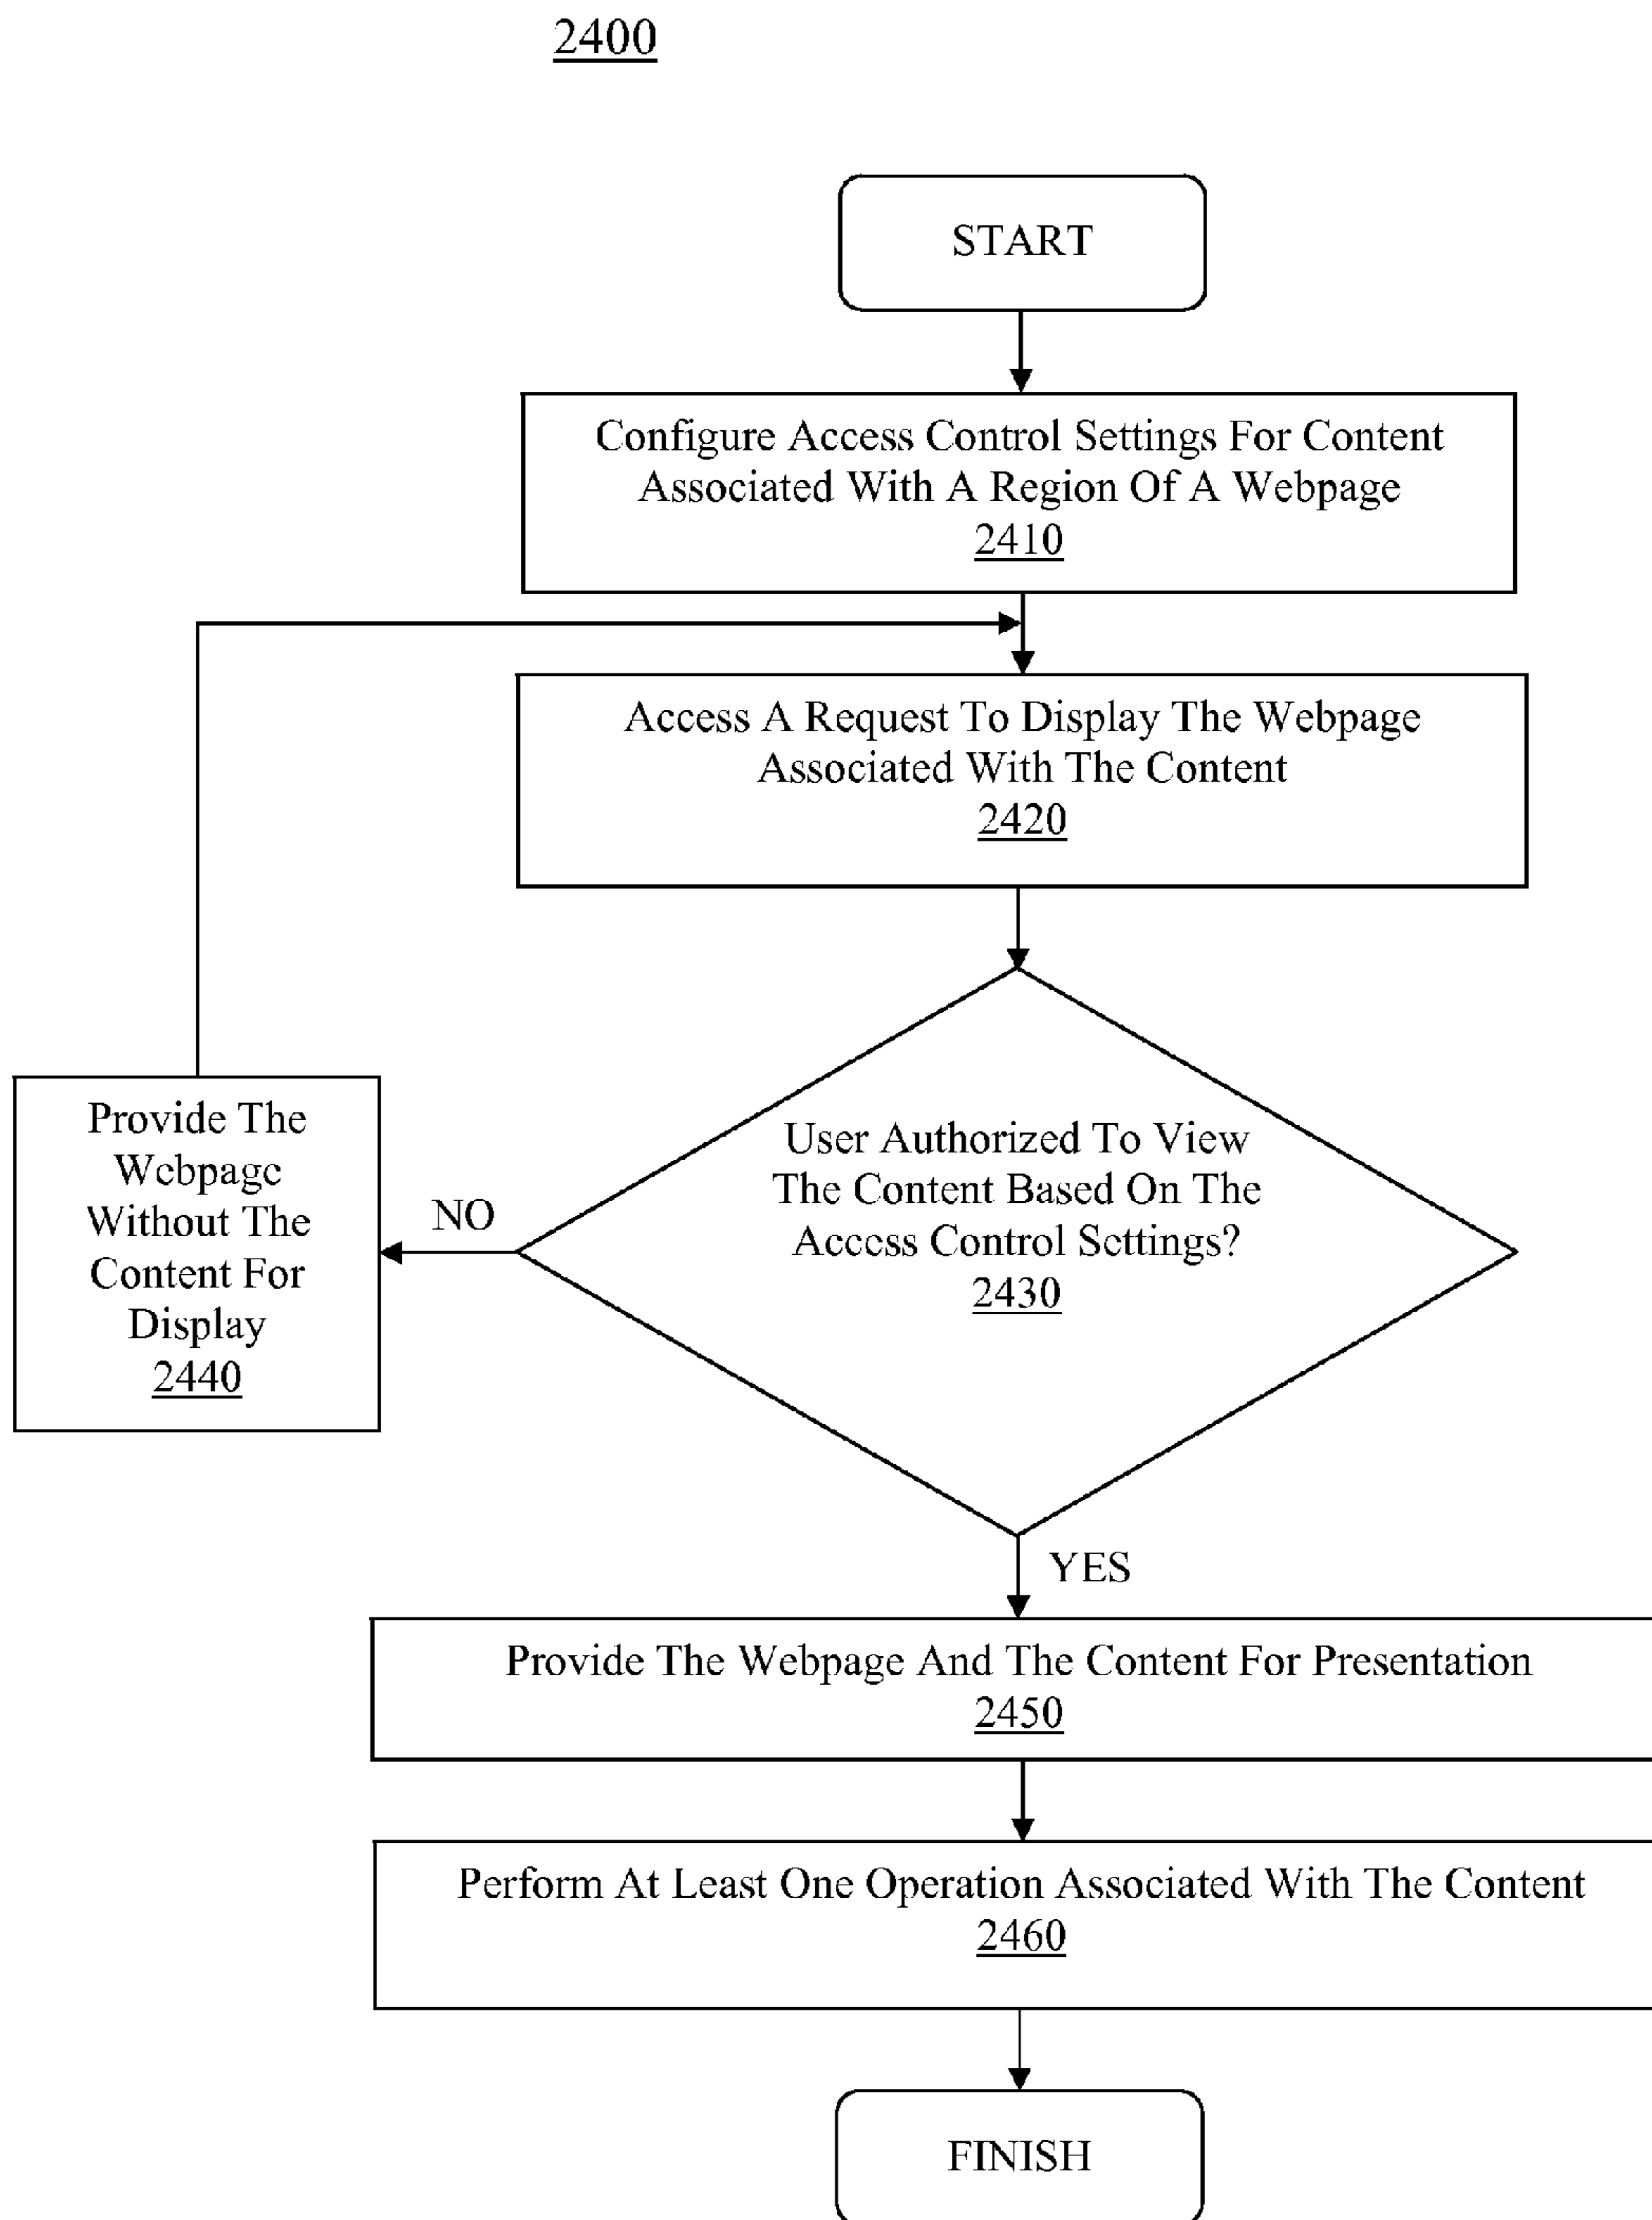 2400
START
Configure Access Control Settings For Content
Associated With A Region Of A Webpage
2410
Access A Request To Display The Webpage
Associated With The Content
2420
User Authorized To View
The Content Based On The
Access Control Settings?
2430
NO
Provide The
Webpage
Without The
Content For
Display
2440
YES
Provide The Webpage And The Content For Presentation
2450
Perform At Least One Operation Associated With The Content
2460
FINISH